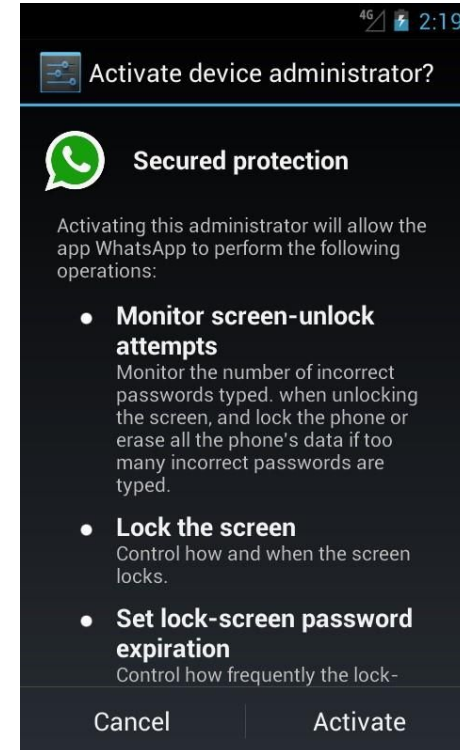 4G 2:19
Activate device administrator?
Secured protection
Activating this administrator will allow the
app WhatsApp to perform the following
operations:
● Monitor screen-unlock
attempts
Monitor the number of incorrect
passwords typed. when unlocking
the screen, and lock the phone or
erase all the phone's data if too
many incorrect passwords are
typed.
● Lock the screen
Control how and when the screen
locks.
● Set lock-screen password
expiration
Control how frequently the lock-
Cancel Activate